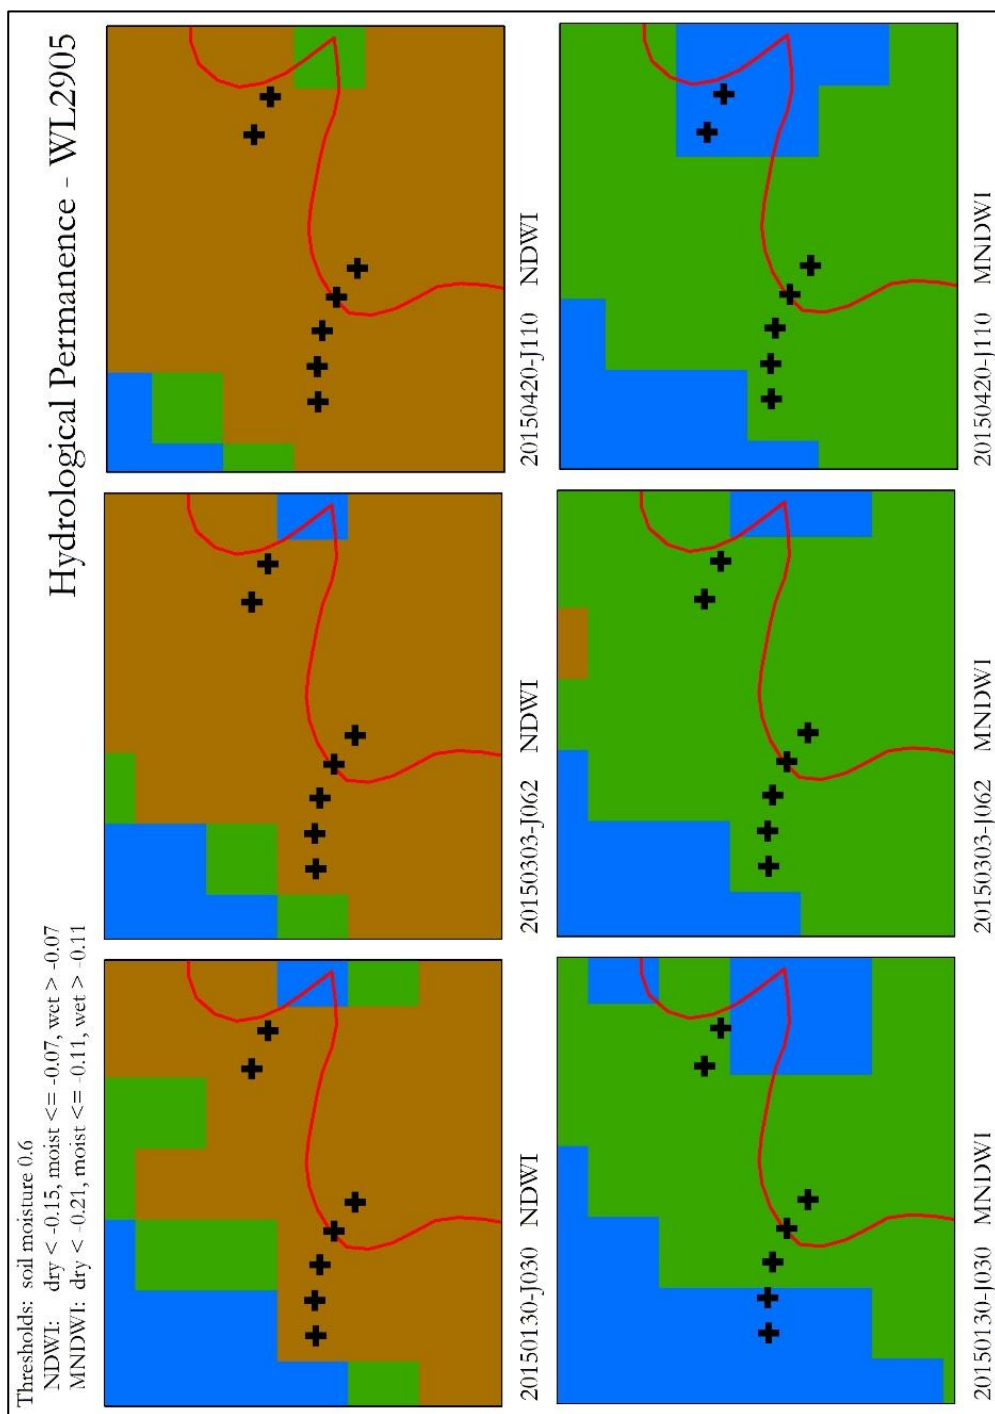 Hydrological Permanence - WL2905
Thresholds: soil moisture 0.6
NDWI: dry < -0.15, moist <= -0.07, wet > -0.07
MNDWI: dry < -0.21, moist <= -0.11, wet > -0.11
20150130-J030 NDWI
20150303-J062 NDWI
20150420-J110 NDWI
20150130-J030 MNDWI
20150303-J062 MNDWI
20150420-J110 MNDWI